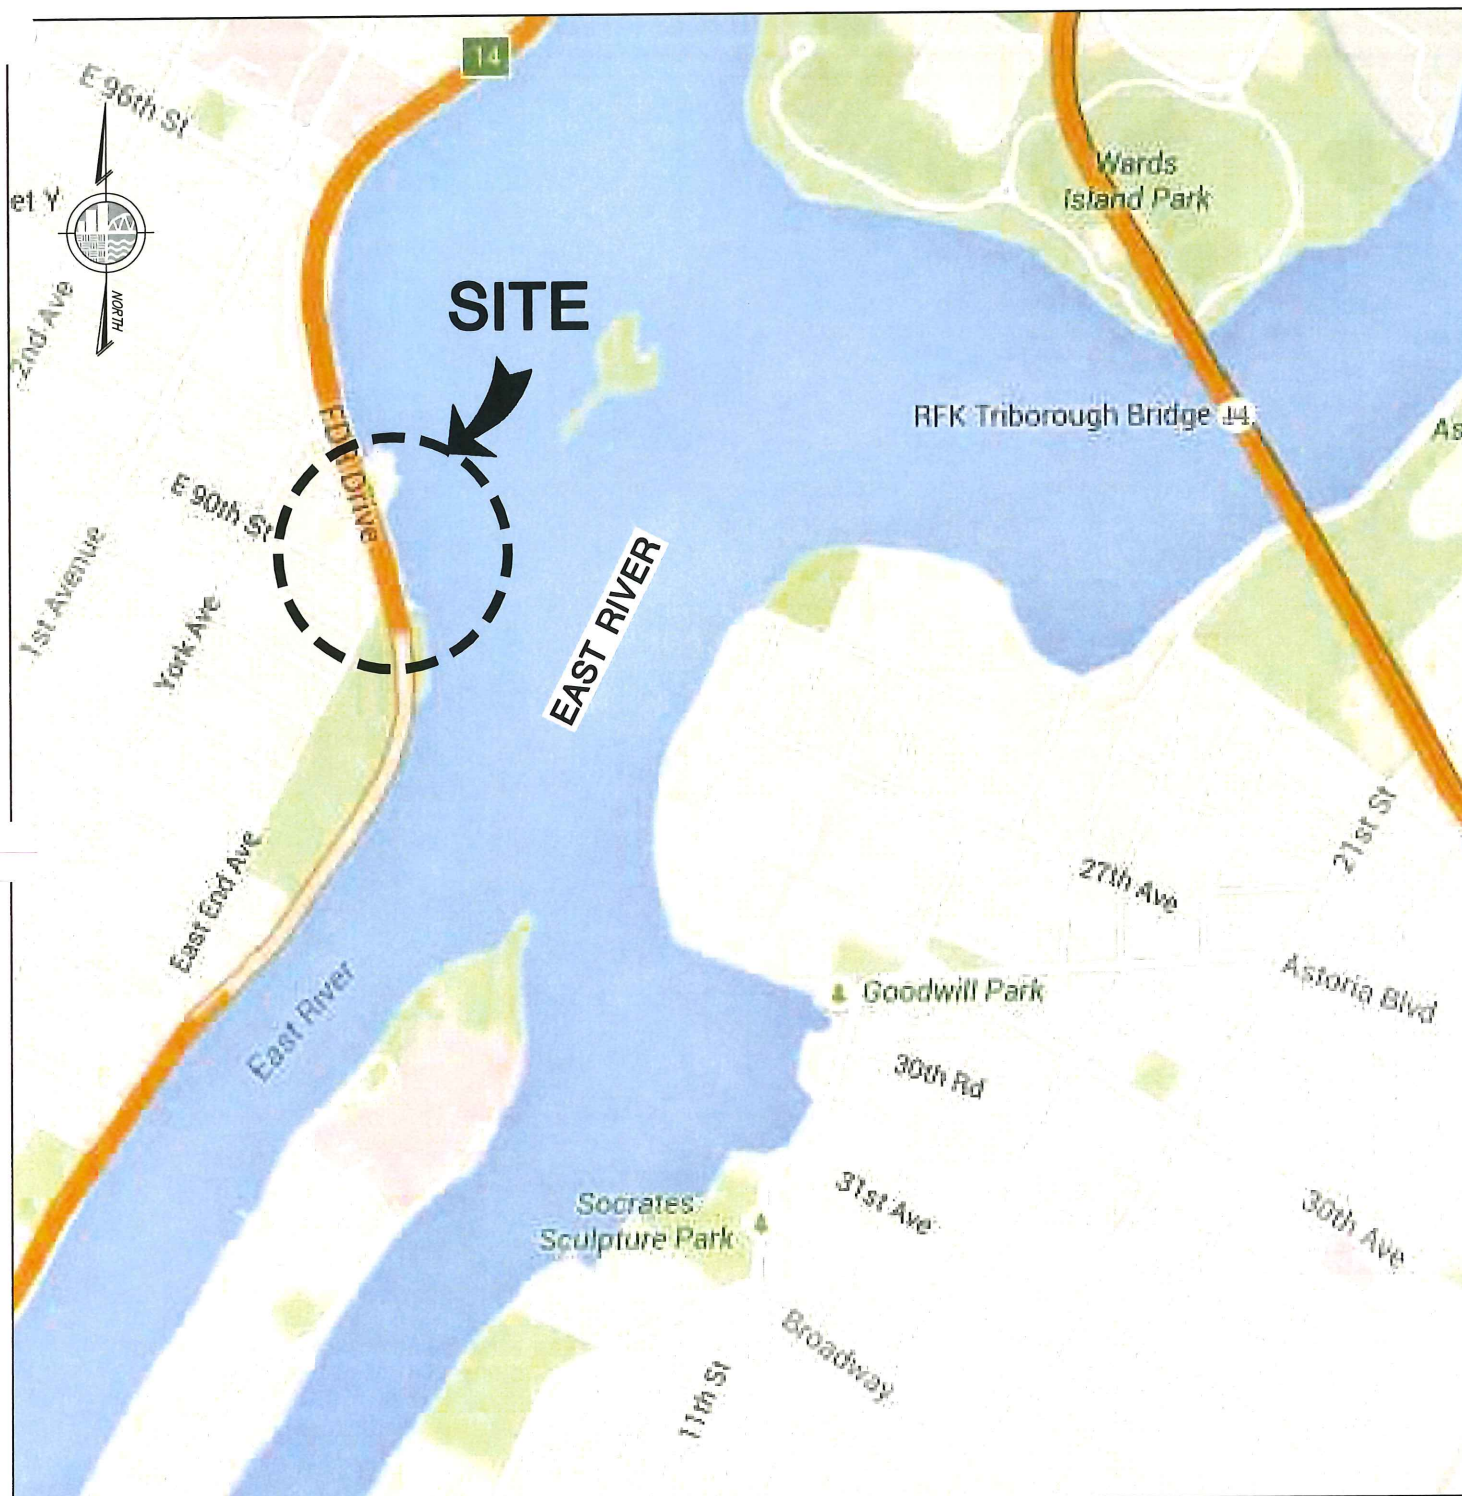 14
E 96th St
et Y
NORTH
2nd Ave
SITE
Wards
Island Park
RFK Triborough Bridge 14
As
FDR Drive
E 90th St
1st Avenue
York Ave
EAST RIVER
21st St
27th Ave
East End Ave
East River
Goodwill Park
Astoria Blvd
30th Rd
31st Ave
30th Ave
Socrates
Sculpture Park
Broadway
11th St